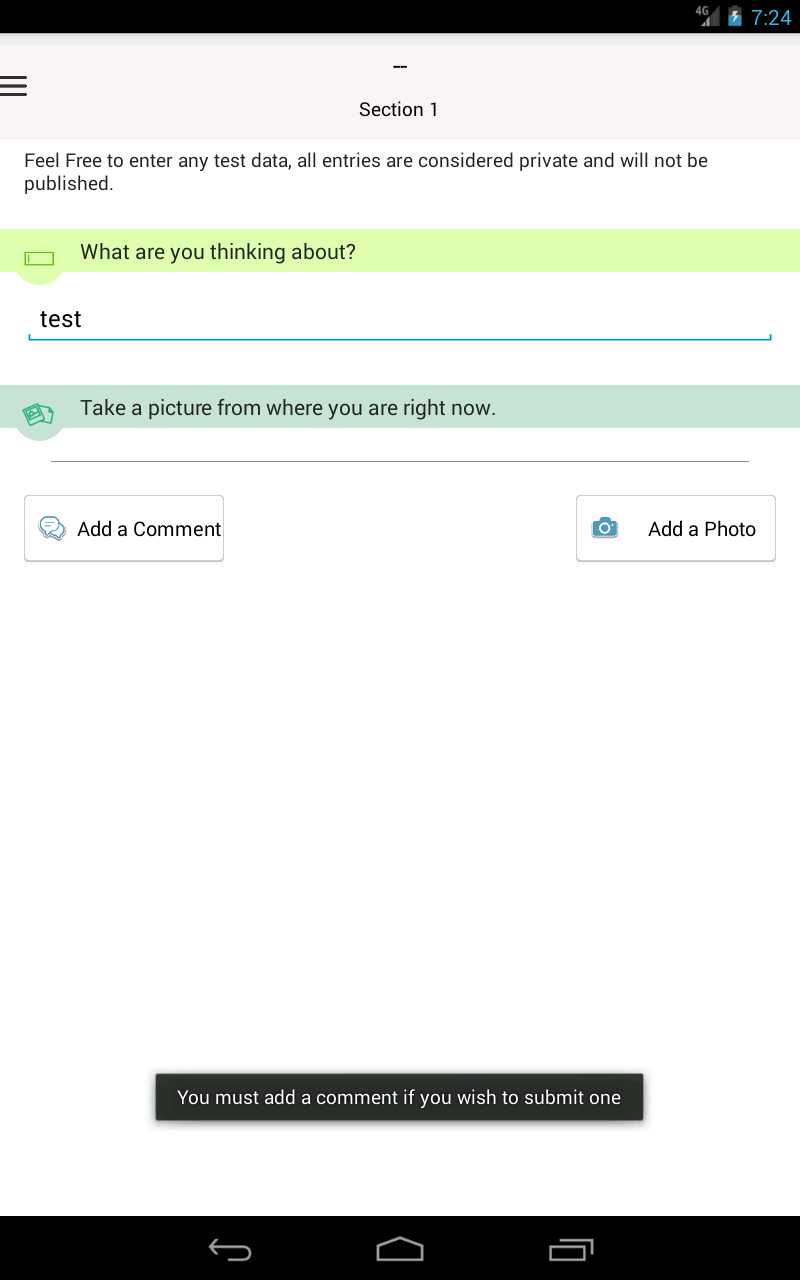 4G 7:24
--
Section 1
Feel Free to enter any test data, all entries are considered private and will not be
published.
What are you thinking about?
test
Take a picture from where you are right now.
Add a Comment
Add a Photo
You must add a comment if you wish to submit one